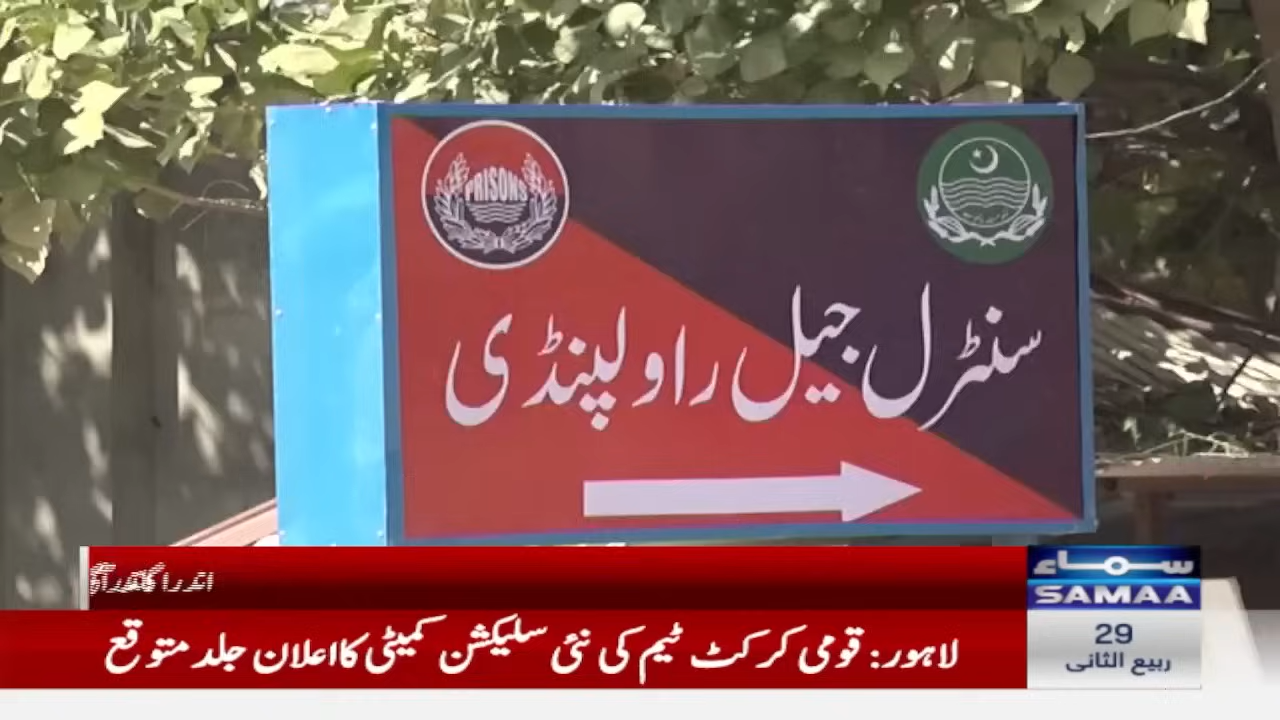 PRISONS
سنٹرل جیل راولپنڈی
سماء
SAMAA
لاہور: قومی کرکٹ ٹیم کی نئی سلیکشن کمیٹی کا اعلان جلد متوقع
29
ربیع الثانی